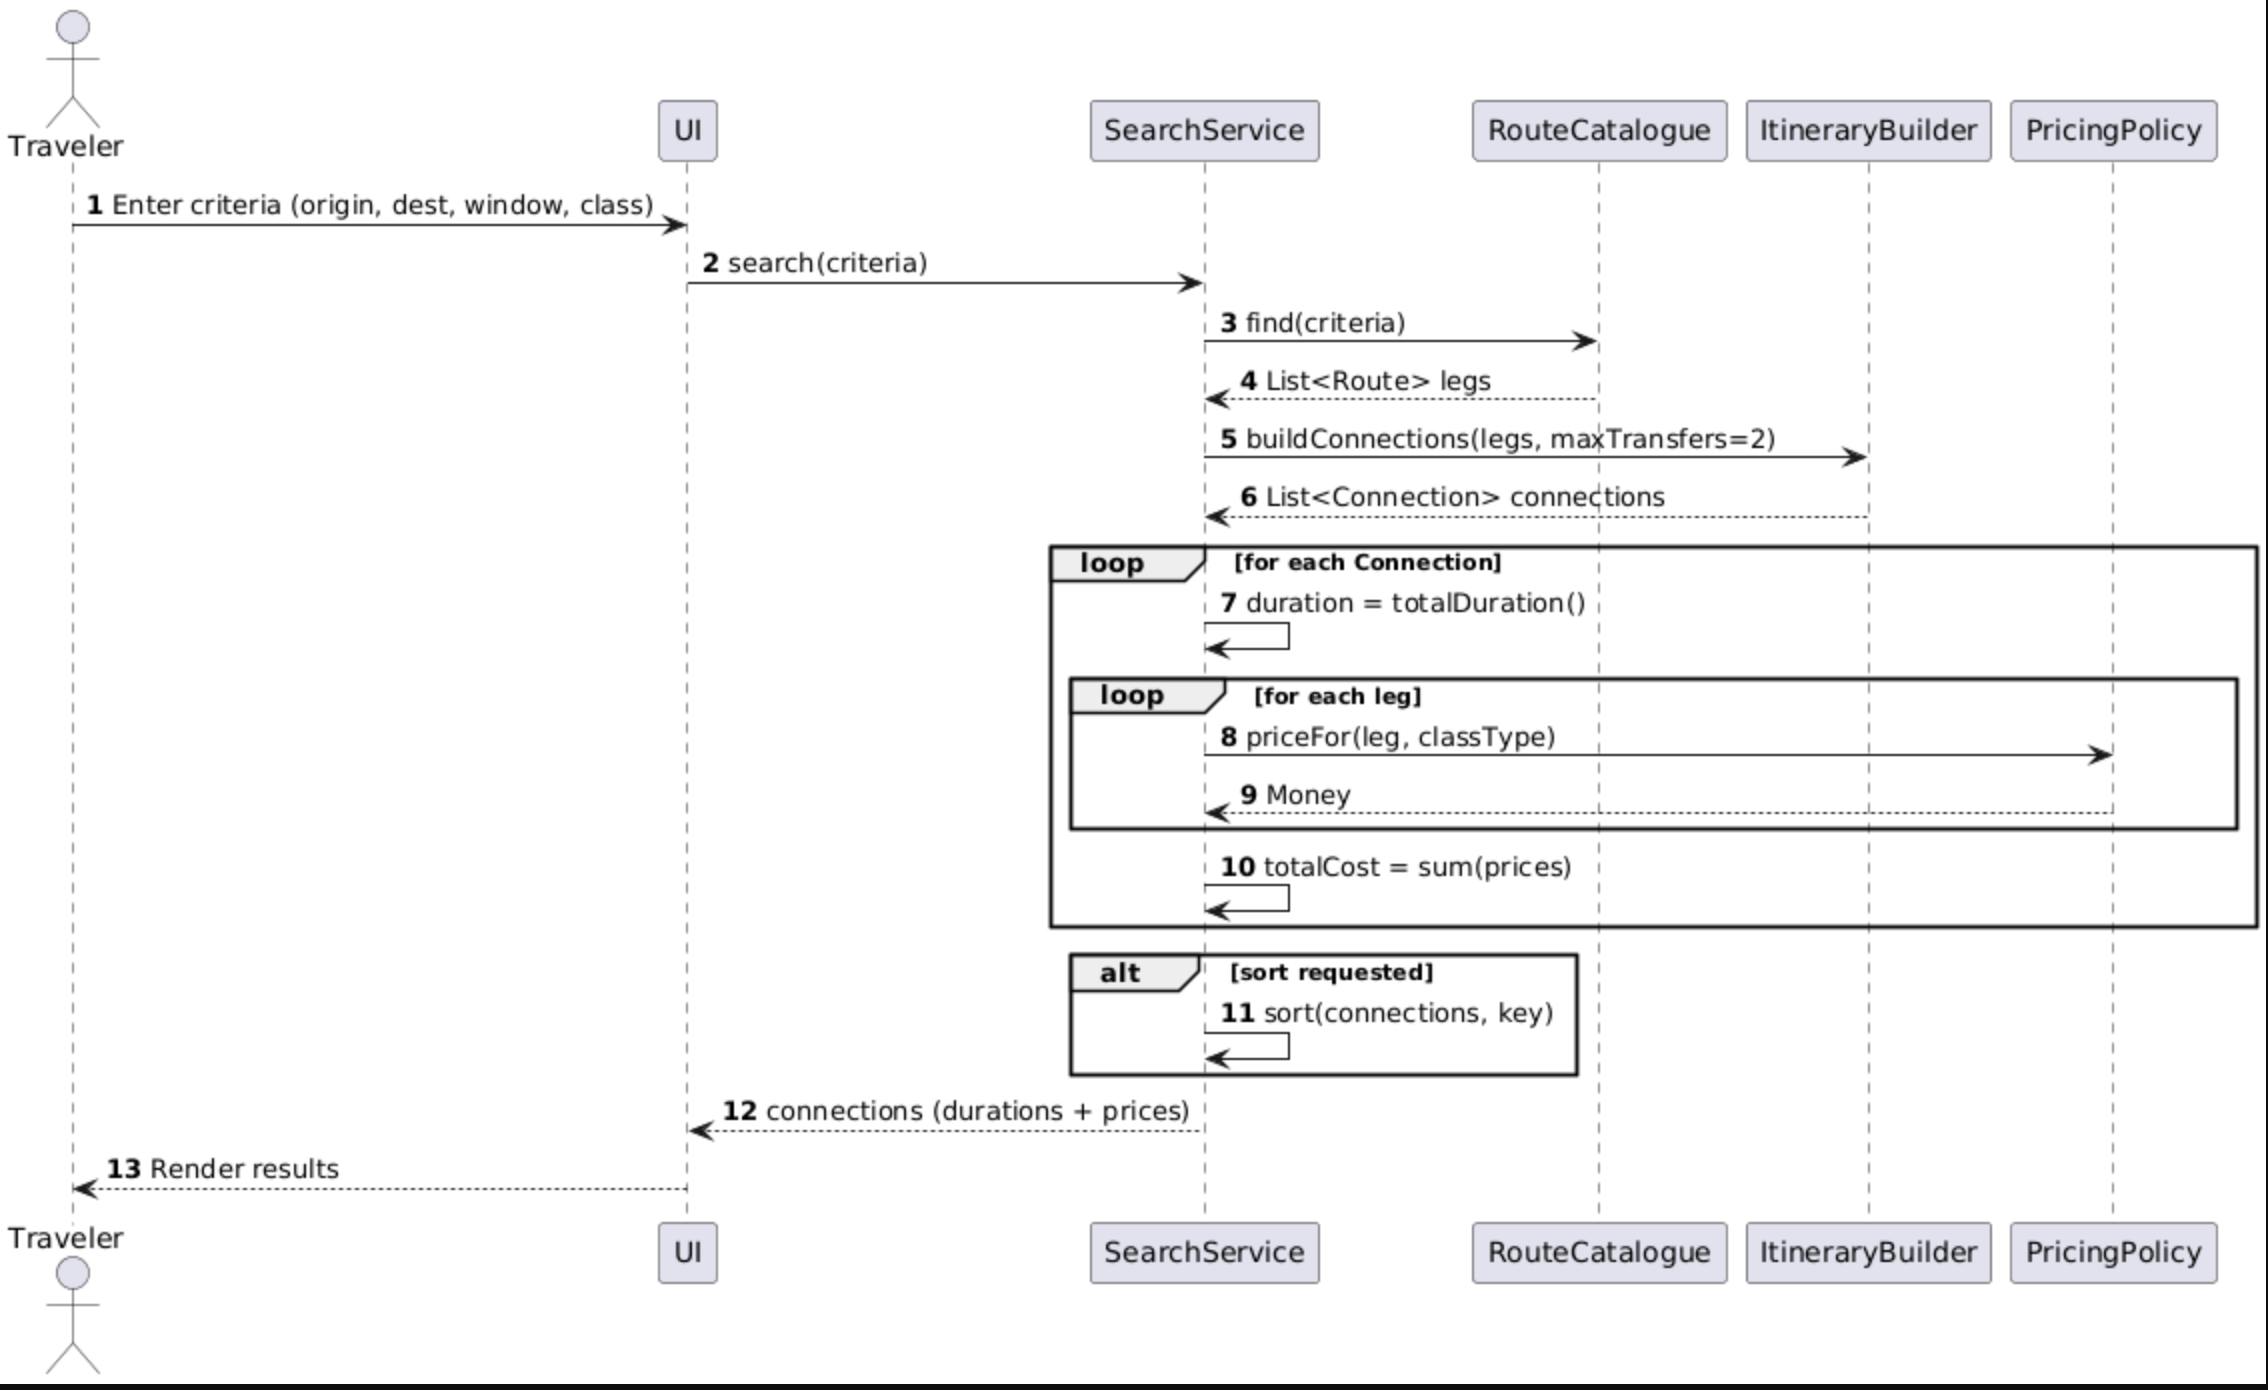 Traveler
UI
SearchService
RouteCatalogue
ItineraryBuilder
PricingPolicy
1 Enter criteria (origin, dest, window, class)
2 search(criteria)
3 find(criteria)
4 List<Route> legs
5 buildConnections(legs, maxTransfers=2)
6 List<Connection> connections
loop [for each Connection]
7 duration = totalDuration()
loop [for each leg]
8 priceFor(leg, classType)
9 Money
10 totalCost = sum(prices)
alt [sort requested]
11 sort(connections, key)
12 connections (durations + prices)
13 Render results
Traveler
UI
SearchService
RouteCatalogue
ItineraryBuilder
PricingPolicy